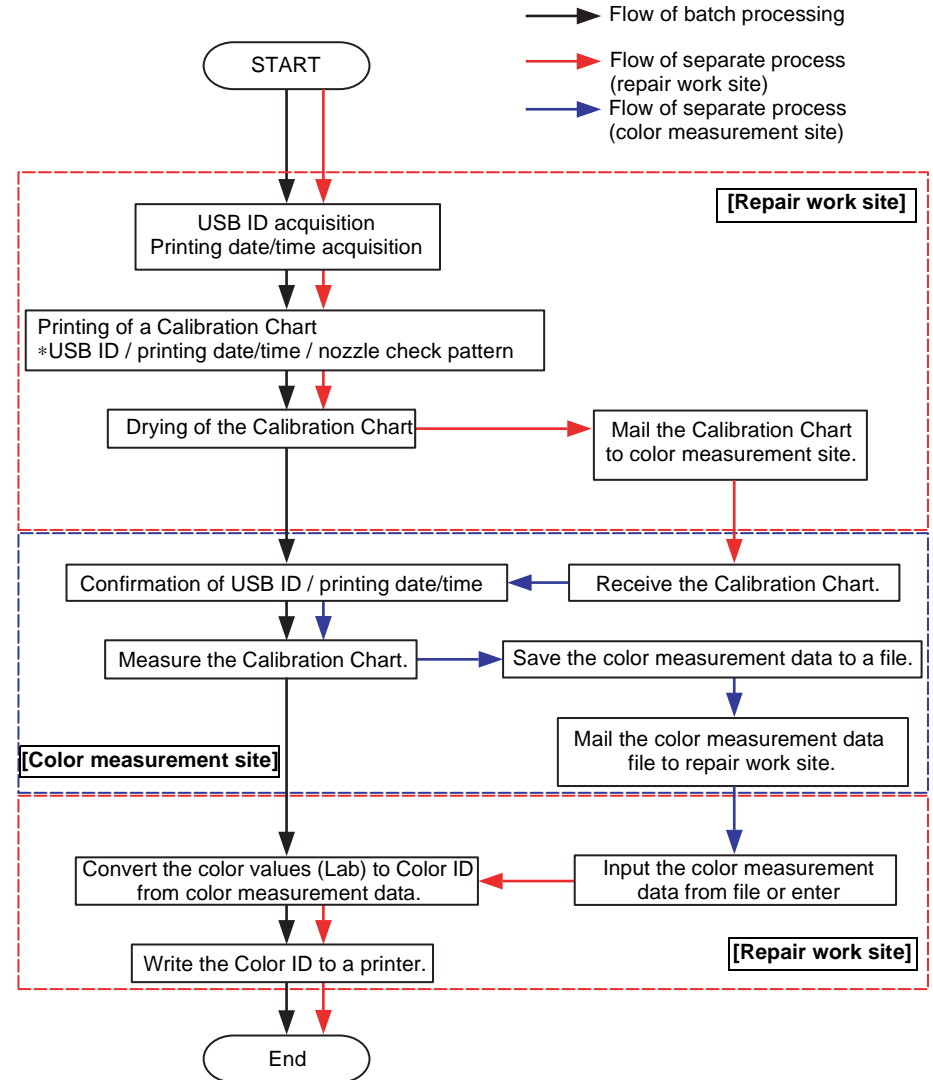 Flow of batch processing
START
Flow of separate process
(repair work site)
Flow of separate process
(color measurement site)
[Repair work site]
USB ID acquisition
Printing date/time acquisition
Printing of a Calibration Chart
*USB ID / printing date/time / nozzle check pattern
Drying of the Calibration Chart
Mail the Calibration Chart
to color measurement site.
Confirmation of USB ID / printing date/time
Receive the Calibration Chart.
Measure the Calibration Chart.
Save the color measurement data to a file.
Mail the color measurement data
file to repair work site.
[Color measurement site]
Convert the color values (Lab) to Color ID
from color measurement data.
Input the color measurement
data from file or enter
Write the Color ID to a printer.
[Repair work site]
End